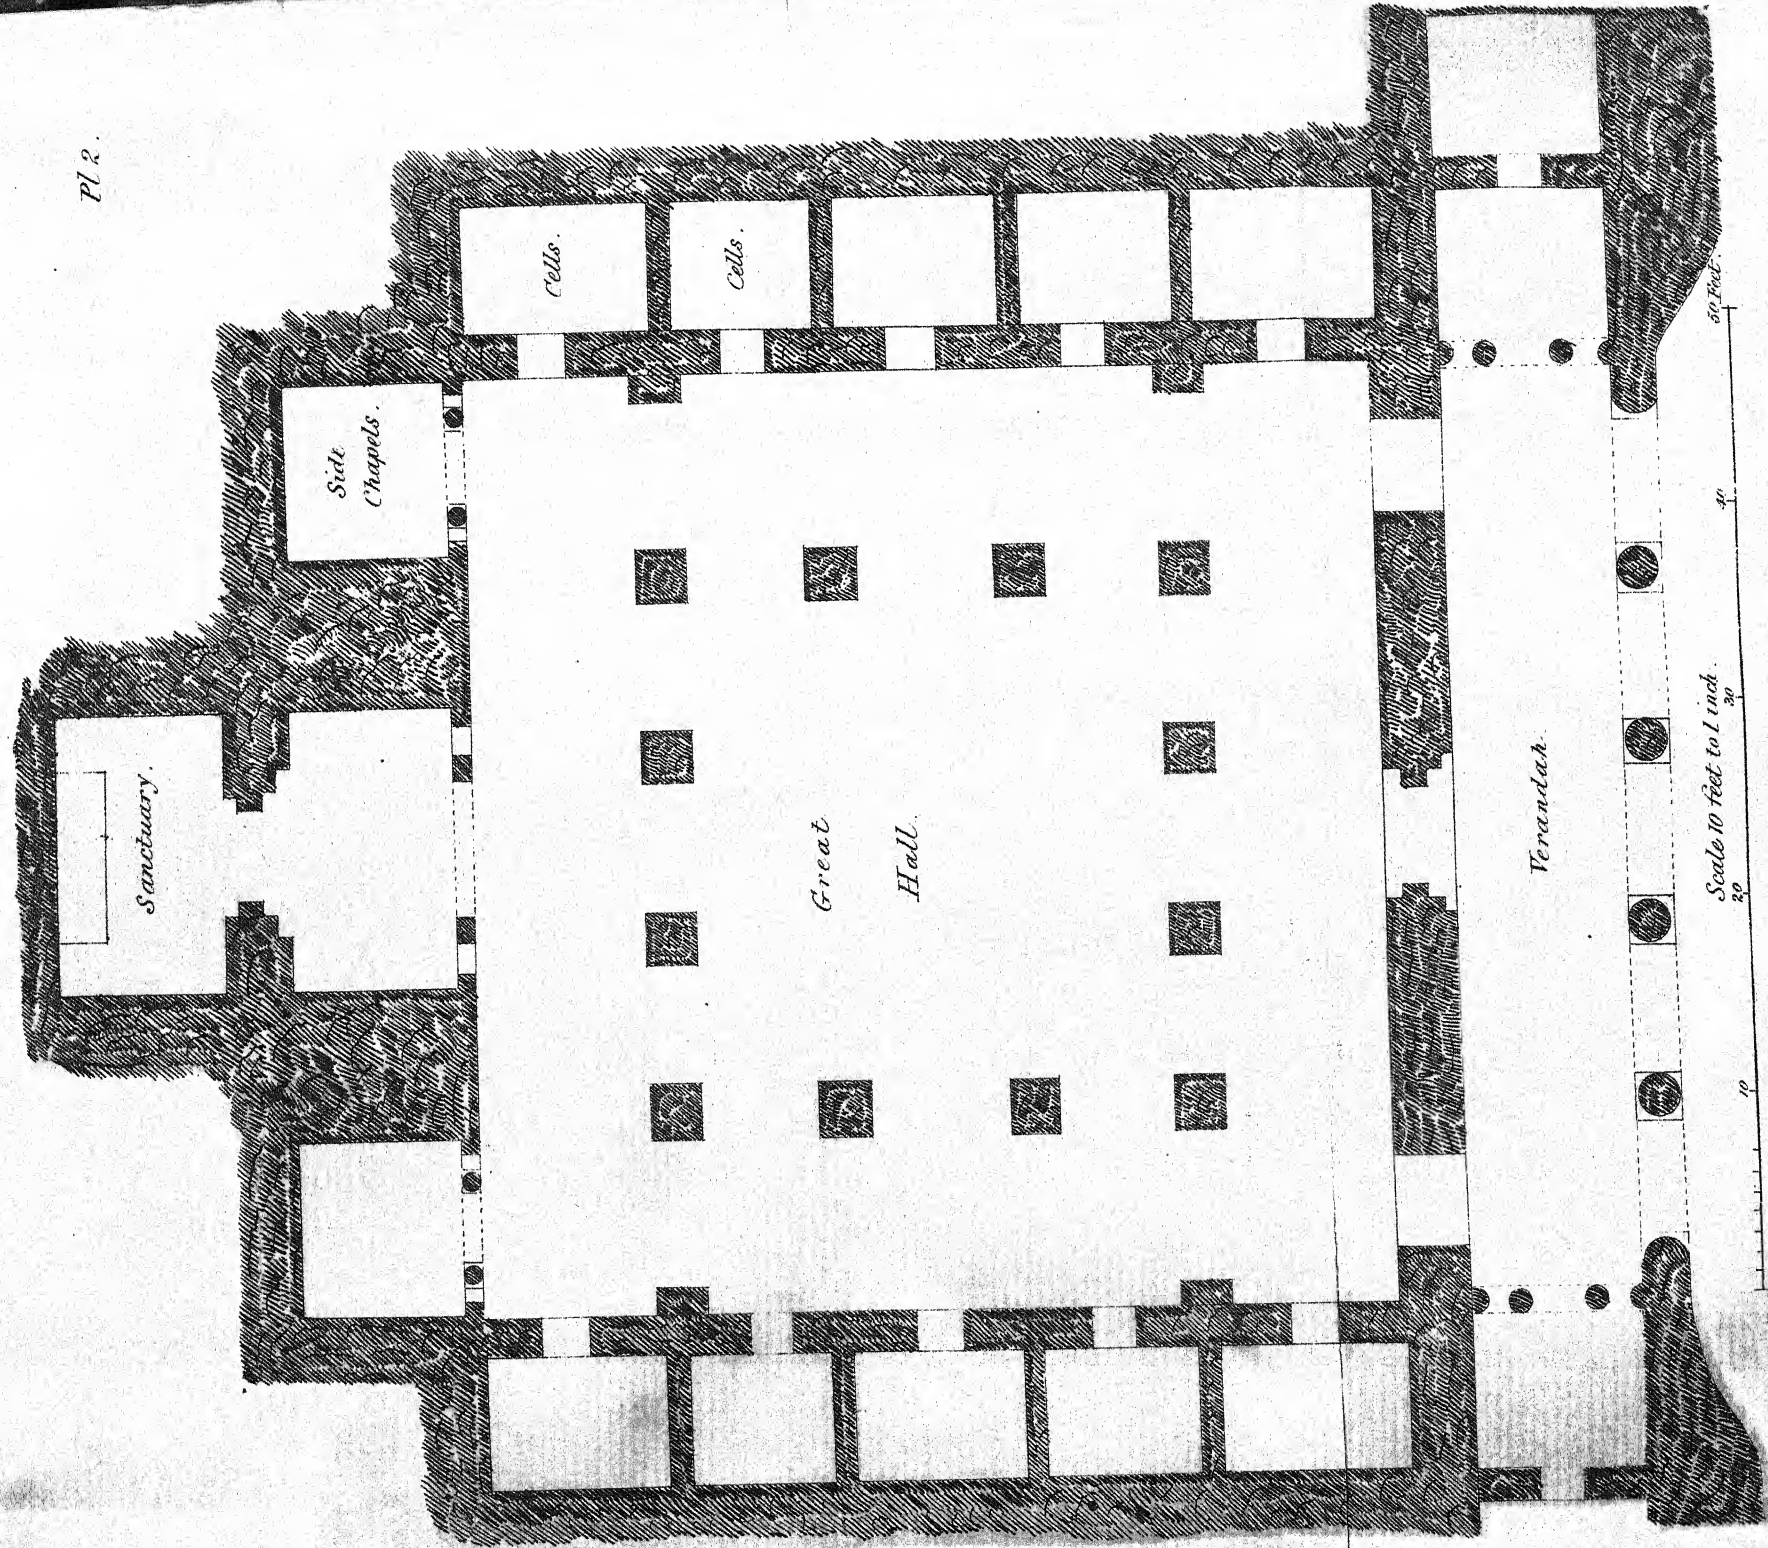 Pl 2.
Sanctuary.
Side
Chapels.
Cells.
Cells.
Great
Hall.
Verandah.
Scale 10 feet to 1 inch.
10
20
30
40
50 Feet.